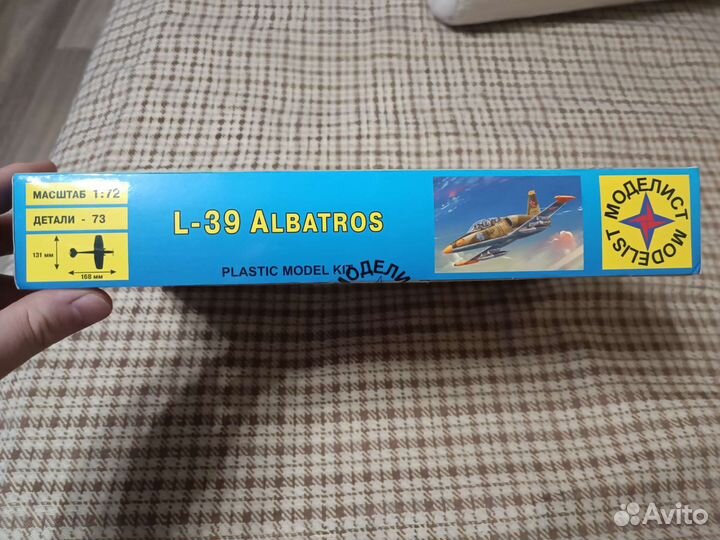 МАСШТАБ 1:72
ДЕТАЛИ - 73
131 мм
168 мм
L-39 ALBATROS
PLASTIC MODEL KIT
МОДЕЛИСТ
MODELIST
Avito